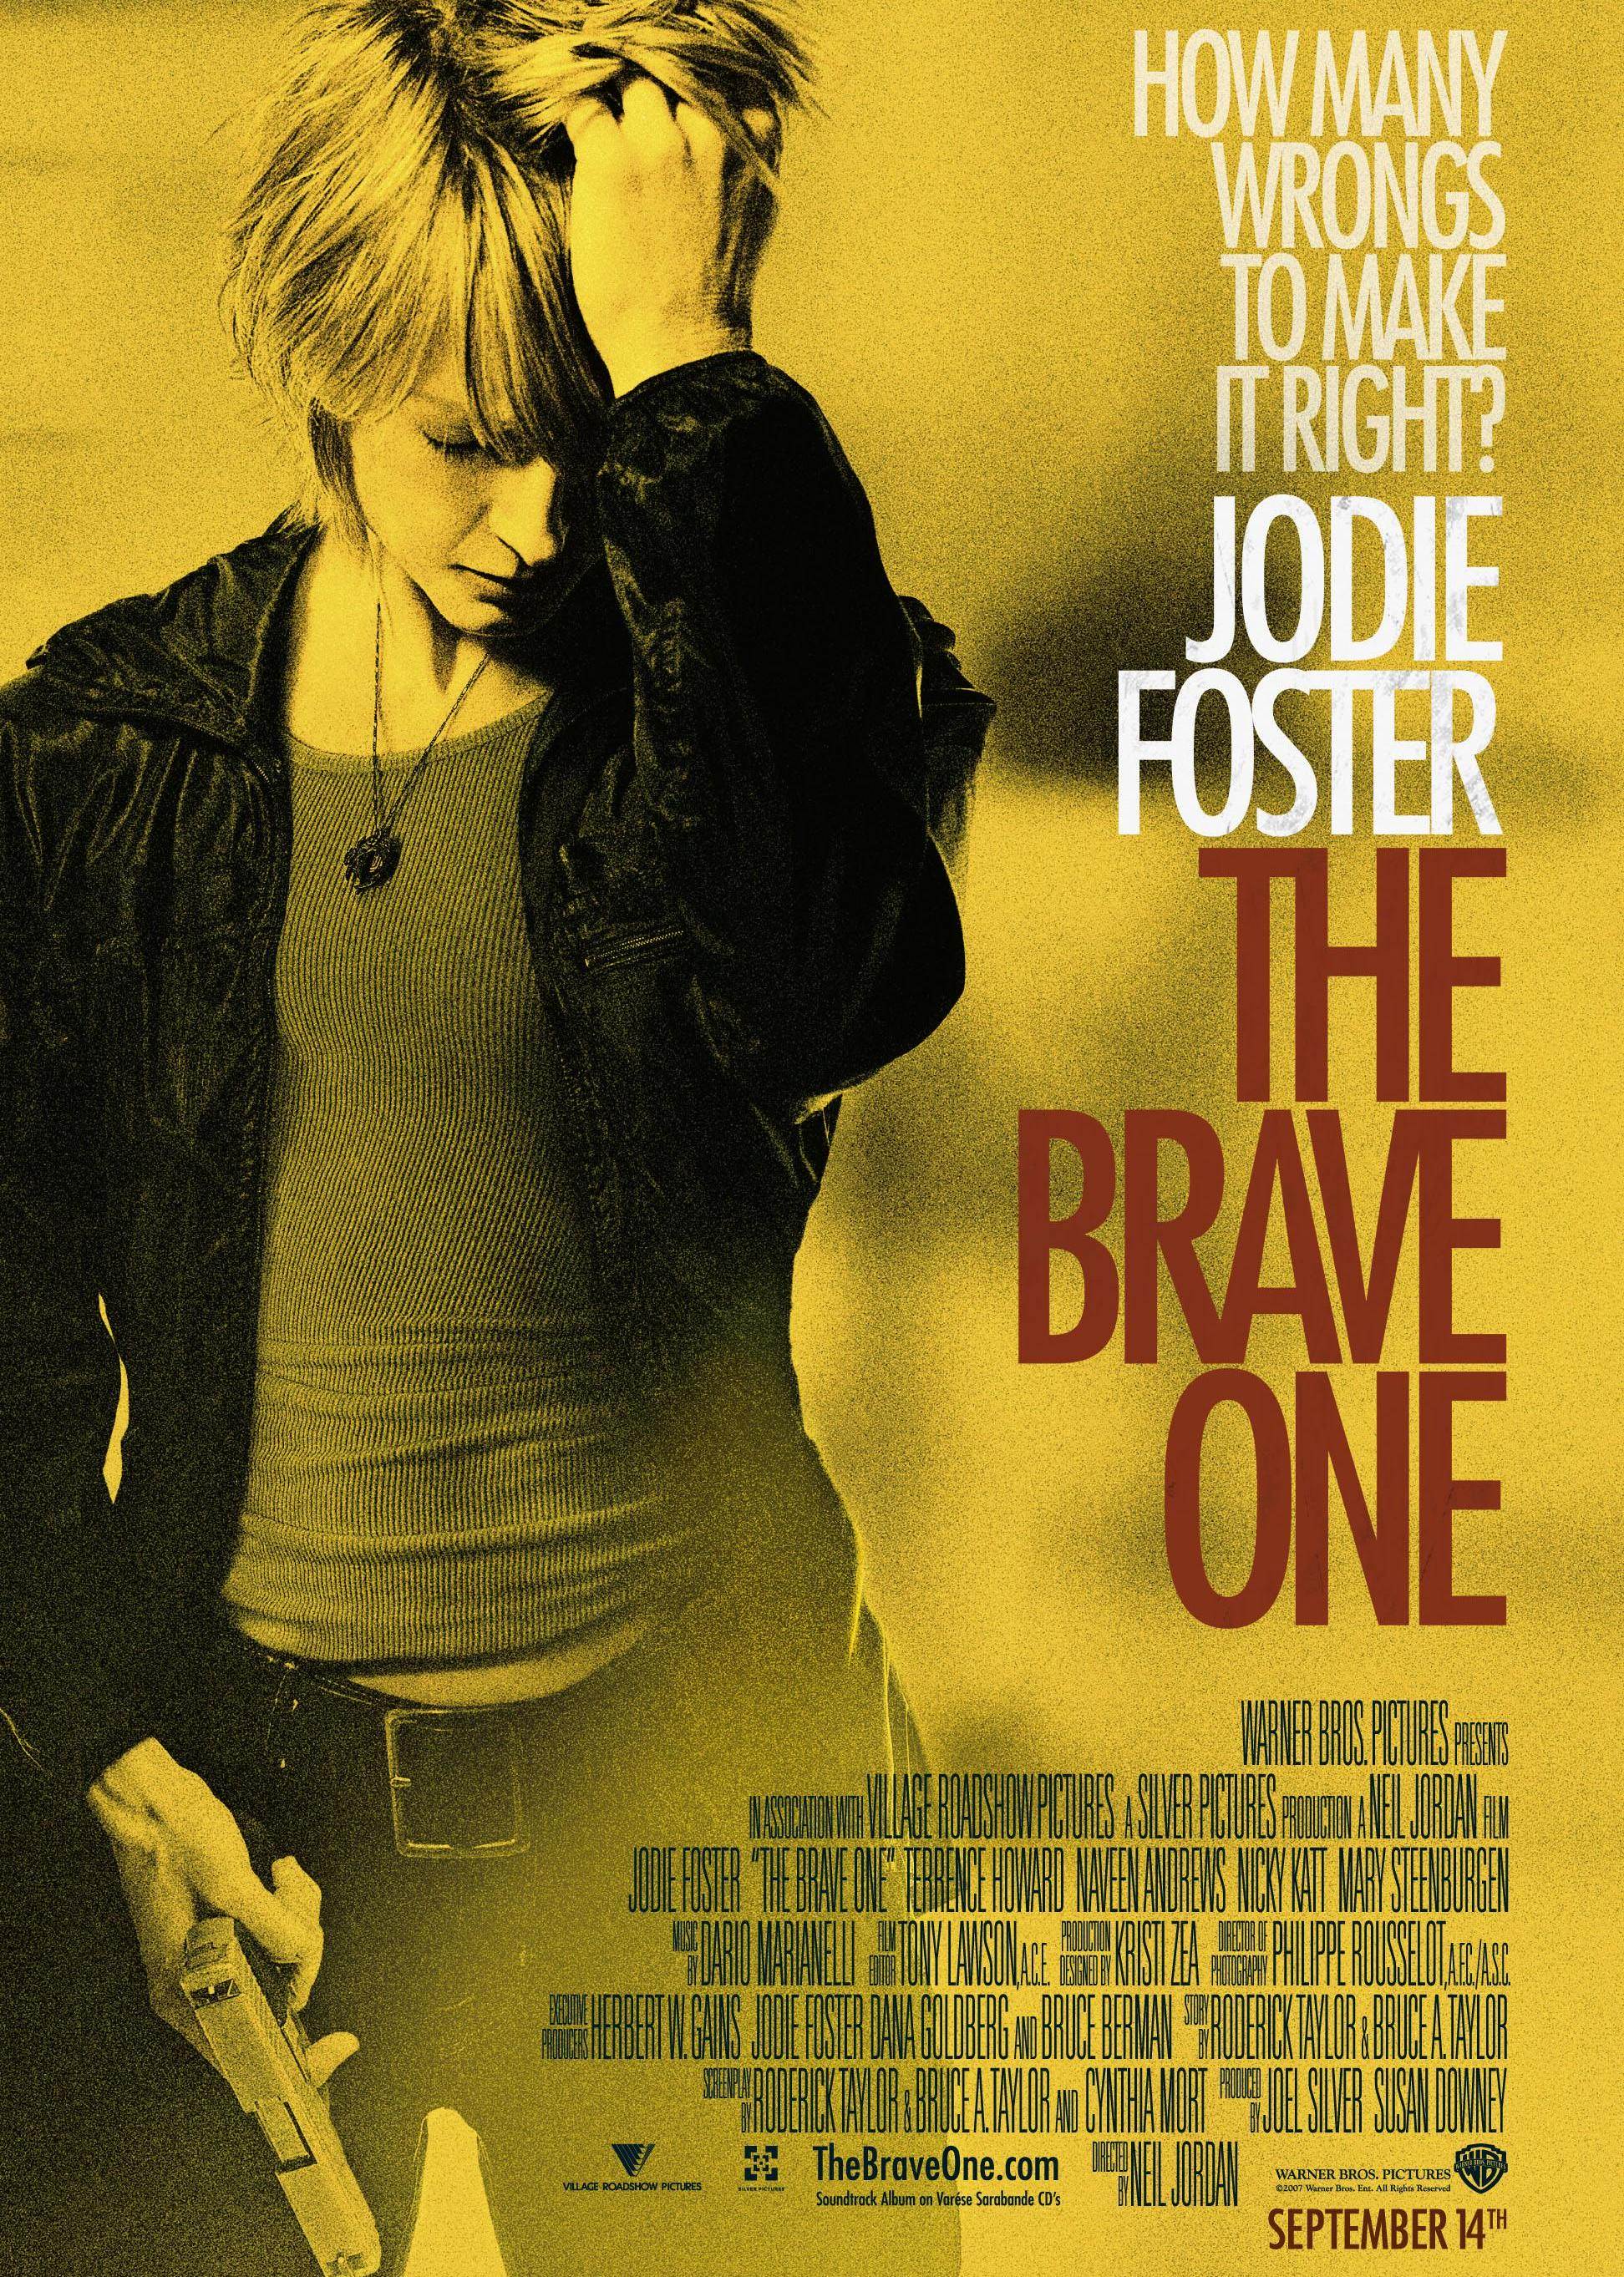 HOW MANY
WRONGS
TO MAKE
IT RIGHT?
JODIE
FOSTER
THE
BRAVE
ONE
WARNER BROS. PICTURES PRESENTS
IN ASSOCIATION WITH VILLAGE ROADSHOW PICTURES A SILVER PICTURES PRODUCTION A NEIL JORDAN FILM
JODIE FOSTER "THE BRAVE ONE" TERRENCE HOWARD NAVEEN ANDREWS NICKY KATT MARY STEENBURGEN
MUSIC BY DARIO MARIANELLI FILM EDITOR TONY LAWSON, A.C.E. PRODUCTION DESIGNED BY KRISTI ZEA DIRECTOR OF PHOTOGRAPHY PHILIPPE ROUSSELOT, A.F.C./A.S.C.
EXECUTIVE PRODUCERS HERBERT W. GAINS JODIE FOSTER DANA GOLDBERG AND BRUCE BERMAN STORY BY RODERICK TAYLOR & BRUCE A. TAYLOR
SCREENPLAY BY RODERICK TAYLOR & BRUCE A. TAYLOR AND CYNTHIA MORT PRODUCED BY JOEL SILVER SUSAN DOWNEY
VILLAGE ROADSHOW PICTURES
SILVER PICTURES
TheBraveOne.com
Soundtrack Album on Varése Sarabande CD's
DIRECTED BY NEIL JORDAN
WARNER BROS. PICTURES
©2007 Warner Bros. Ent. All Rights Reserved
SEPTEMBER 14TH